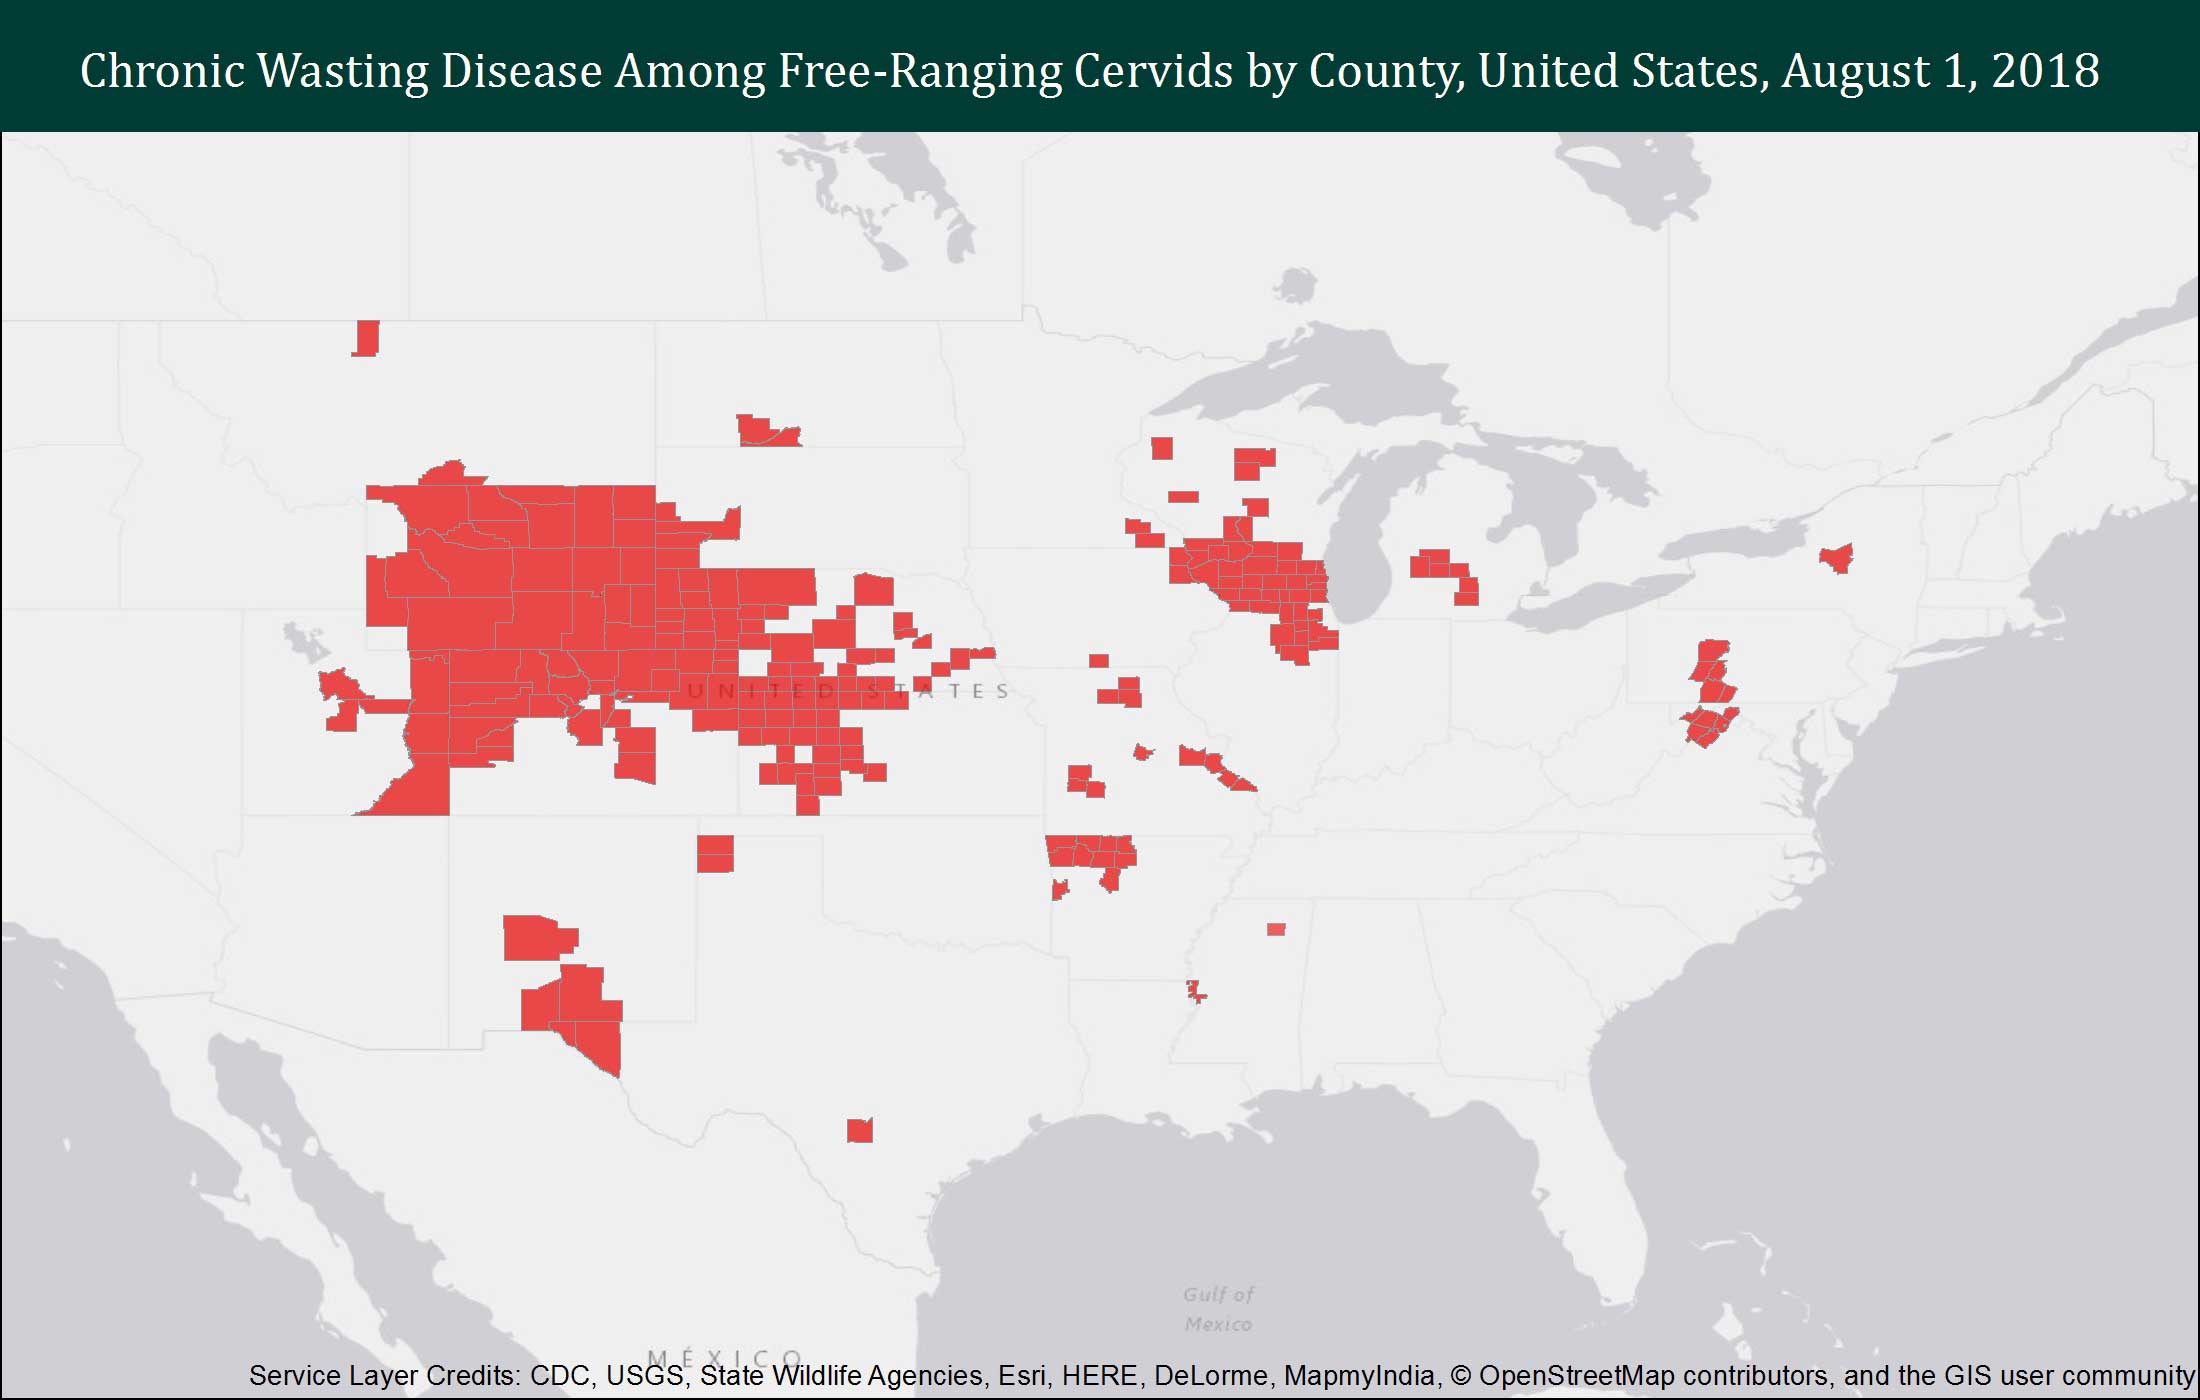 Chronic Wasting Disease Among Free-Ranging Cervids by County, United States, August 1, 2018
UNITED STATES
Gulf of
Mexico
MÉXICO
Service Layer Credits: CDC, USGS, State Wildlife Agencies, Esri, HERE, DeLorme, MapmyIndia, © OpenStreetMap contributors, and the GIS user community